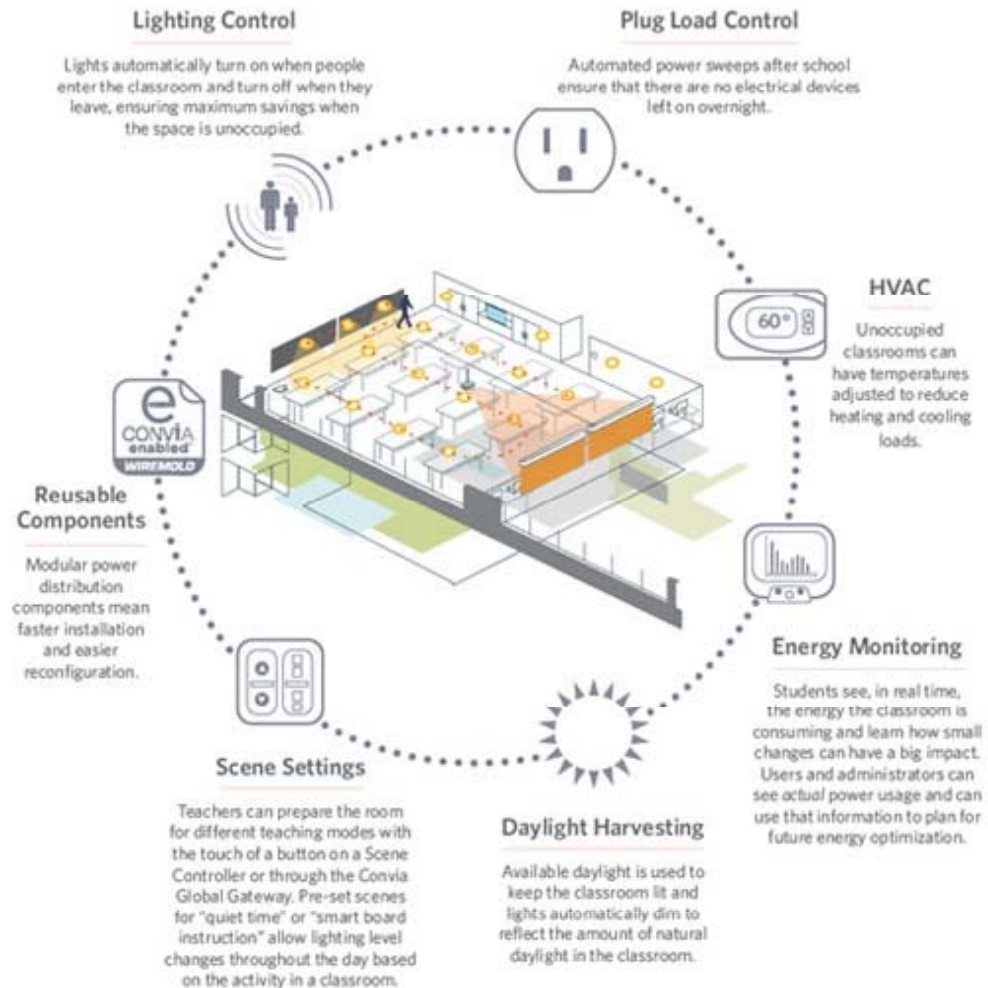 Lighting Control
Lights automatically turn on when people
enter the classroom and turn off when they
leave, ensuring maximum savings when
the space is unoccupied.
Plug Load Control
Automated power sweeps after school
ensure that there are no electrical devices
left on overnight.
HVAC
60°
Unoccupied
classrooms can
have temperatures
adjusted to reduce
heating and cooling
loads.
Energy Monitoring
Students see, in real time,
the energy the classroom is
consuming and learn how small
changes can have a big impact.
Users and administrators can
see actual power usage and can
use that information to plan for
future energy optimization.
Daylight Harvesting
Available daylight is used to
keep the classroom lit and
lights automatically dim to
reflect the amount of natural
daylight in the classroom.
Scene Settings
Teachers can prepare the room
for different teaching modes with
the touch of a button on a Scene
Controller or through the Convia
Global Gateway. Pre-set scenes
for "quiet time" or "smart board
instruction" allow lighting level
changes throughout the day based
on the activity in a classroom.
e
CONVIA
enabled
WIREMOLD
Reusable
Components
Modular power
distribution
components mean
faster installation
and easier
reconfiguration.